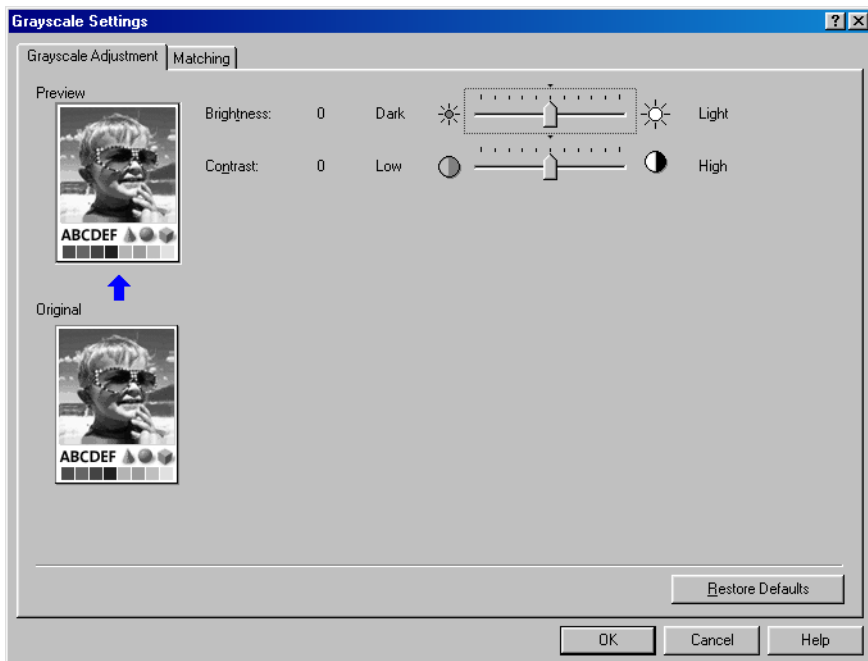 Grayscale Settings
Grayscale Adjustment Matching
Preview
Brightness: 0 Dark Light
Contrast: 0 Low High
ABCDEF
Original
ABCDEF
Restore Defaults
OK Cancel Help